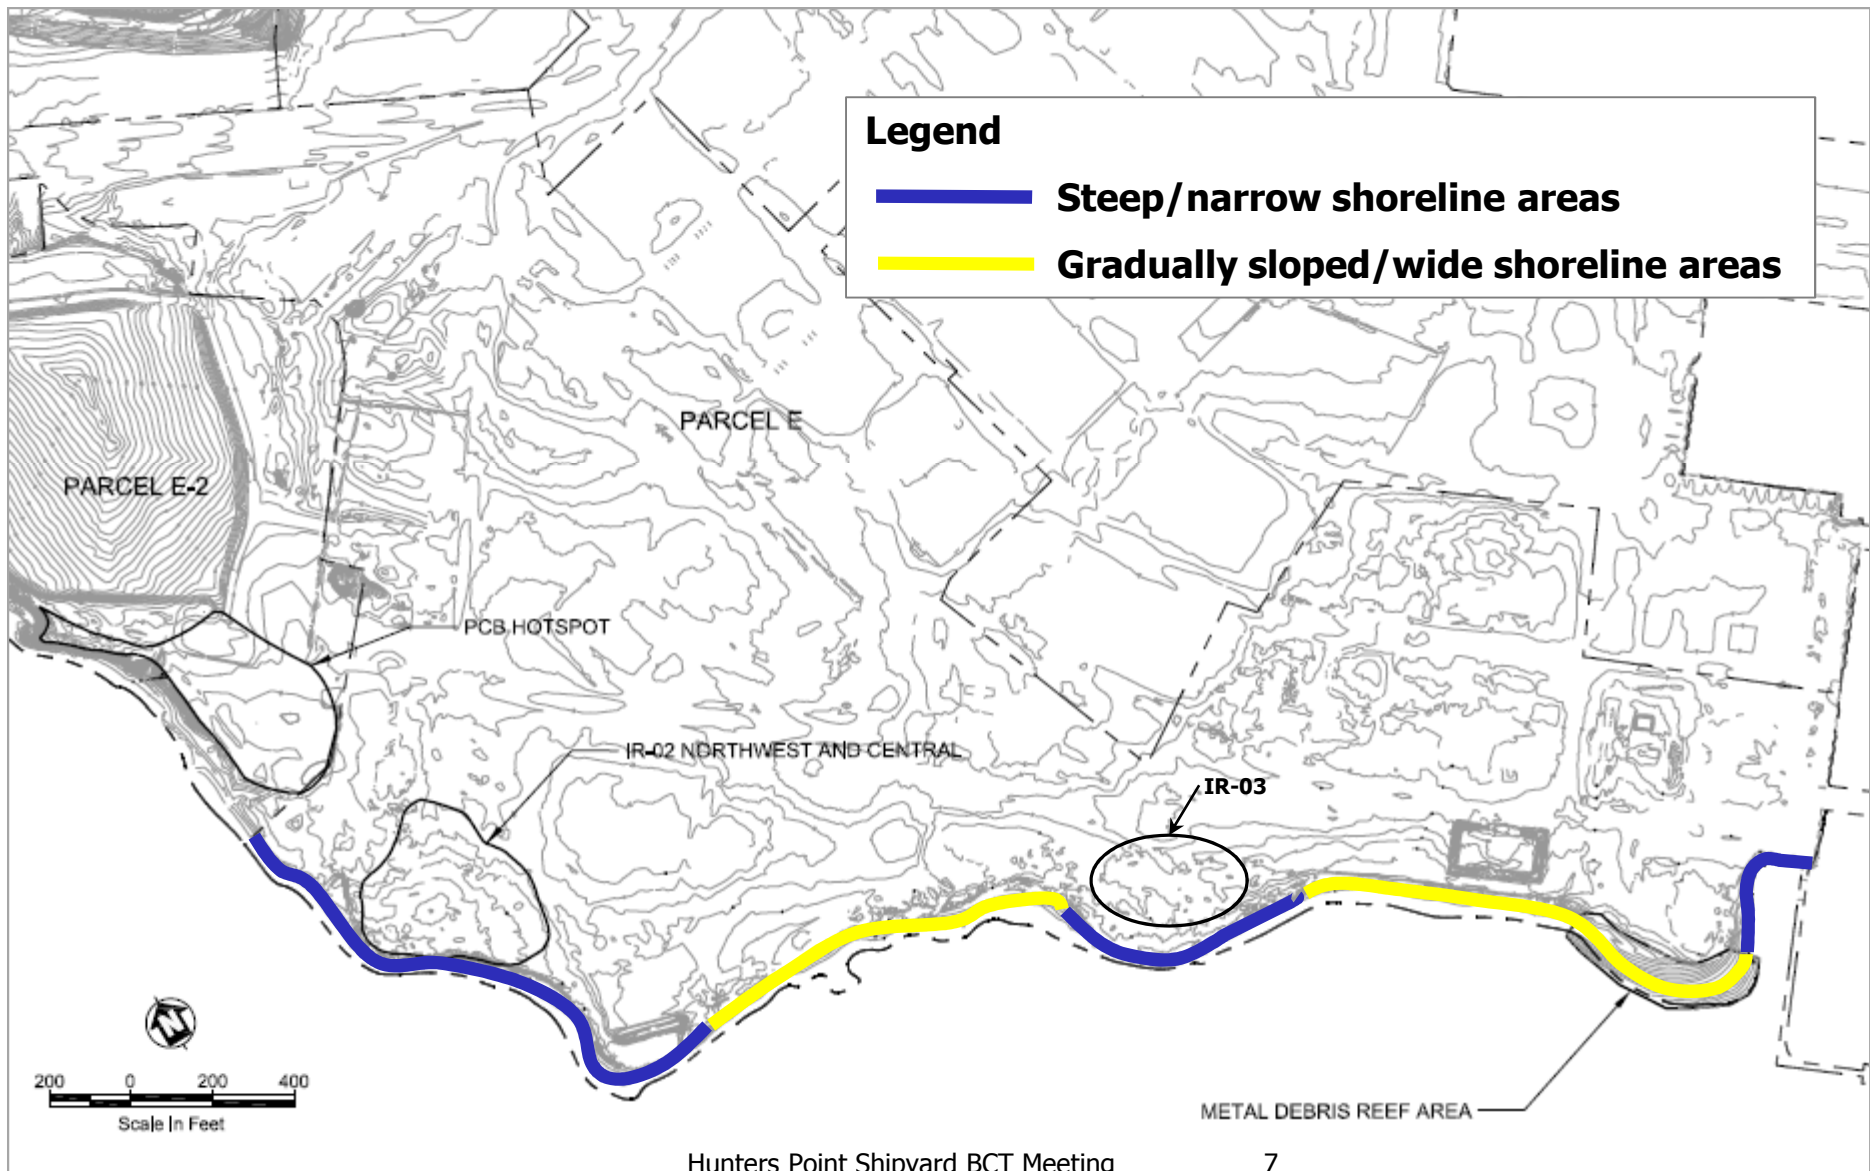 Legend
Steep/narrow shoreline areas
Gradually sloped/wide shoreline areas
PARCEL E
PARCEL E-2
PCB HOTSPOT
IR-02 NORTHWEST AND CENTRAL
IR-03
N
200 0 200 400
Scale In Feet
METAL DEBRIS REEF AREA
Hunters Point Shipyard BCT Meeting 7